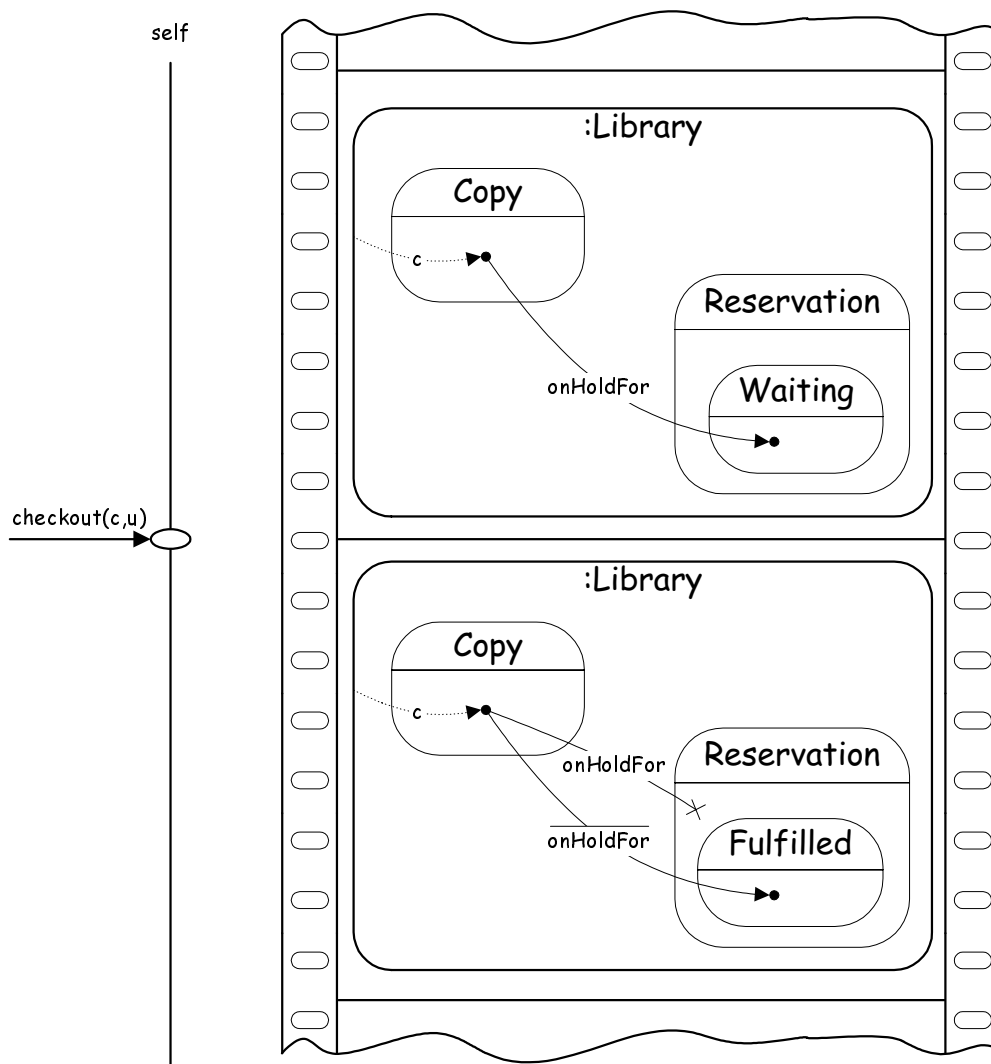 self
:Library
Copy
c
Reservation
onHoldFor
Waiting
checkout(c,u)
:Library
Copy
c
Reservation
onHoldFor
onHoldFor
Fulfilled